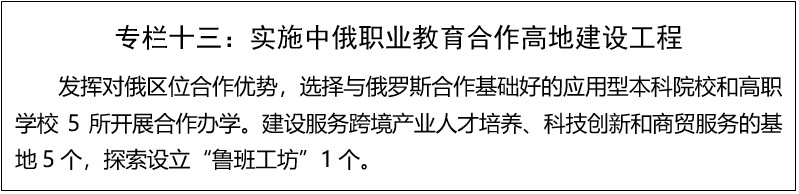 专栏十三：实施中俄职业教育合作高地建设工程
发挥对俄区位合作优势，选择与俄罗斯合作基础好的应用型本科院校和高职
学校 5 所开展合作办学。建设服务跨境产业人才培养、科技创新和商贸服务的基
地 5 个，探索设立“鲁班工坊”1 个。